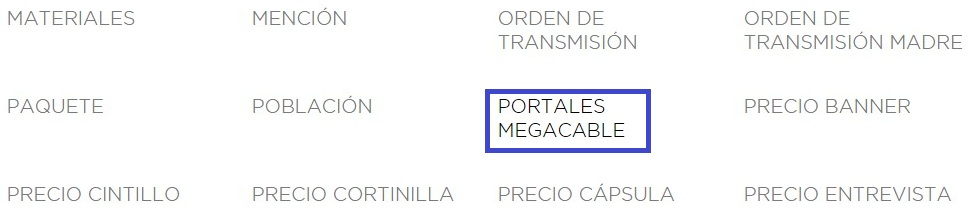 MATERIALES
MENCIÓN
ORDEN DE
TRANSMISIÓN
ORDEN DE
TRANSMISIÓN MADRE
PAQUETE
POBLACIÓN
PORTALES
MEGACABLE
PRECIO BANNER
PRECIO CINTILLO
PRECIO CORTINILLA
PRECIO CÁPSULA
PRECIO ENTREVISTA